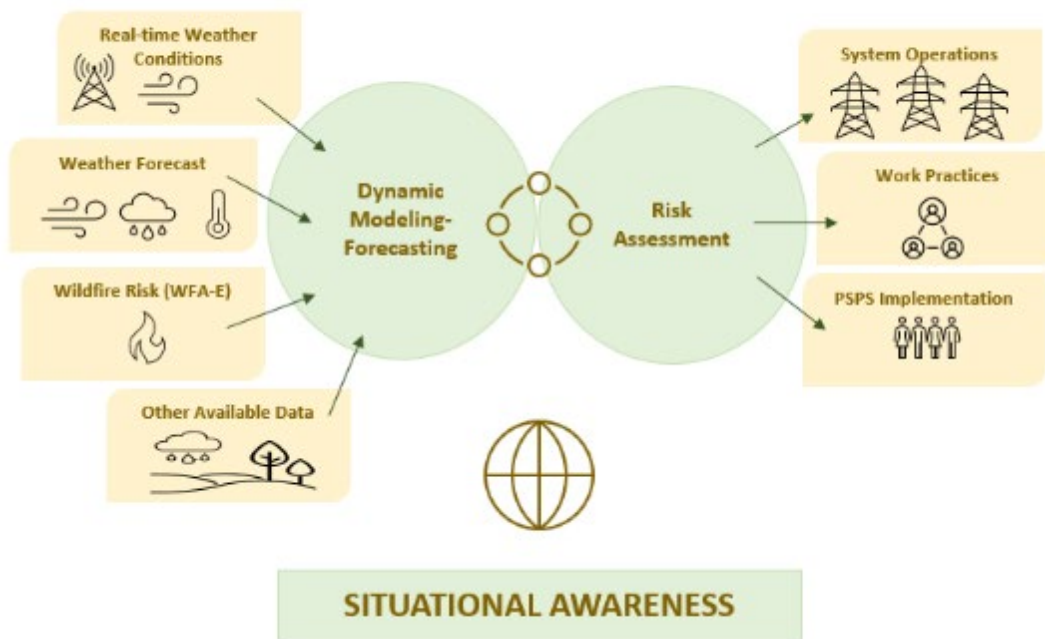 Real-time Weather
Conditions
Weather Forecast
Wildfire Risk (WFA-E)
Other Available Data
Dynamic
Modeling-
Forecasting
Risk
Assessment
System Operations
Work Practices
PSPS Implementation
SITUATIONAL AWARENESS